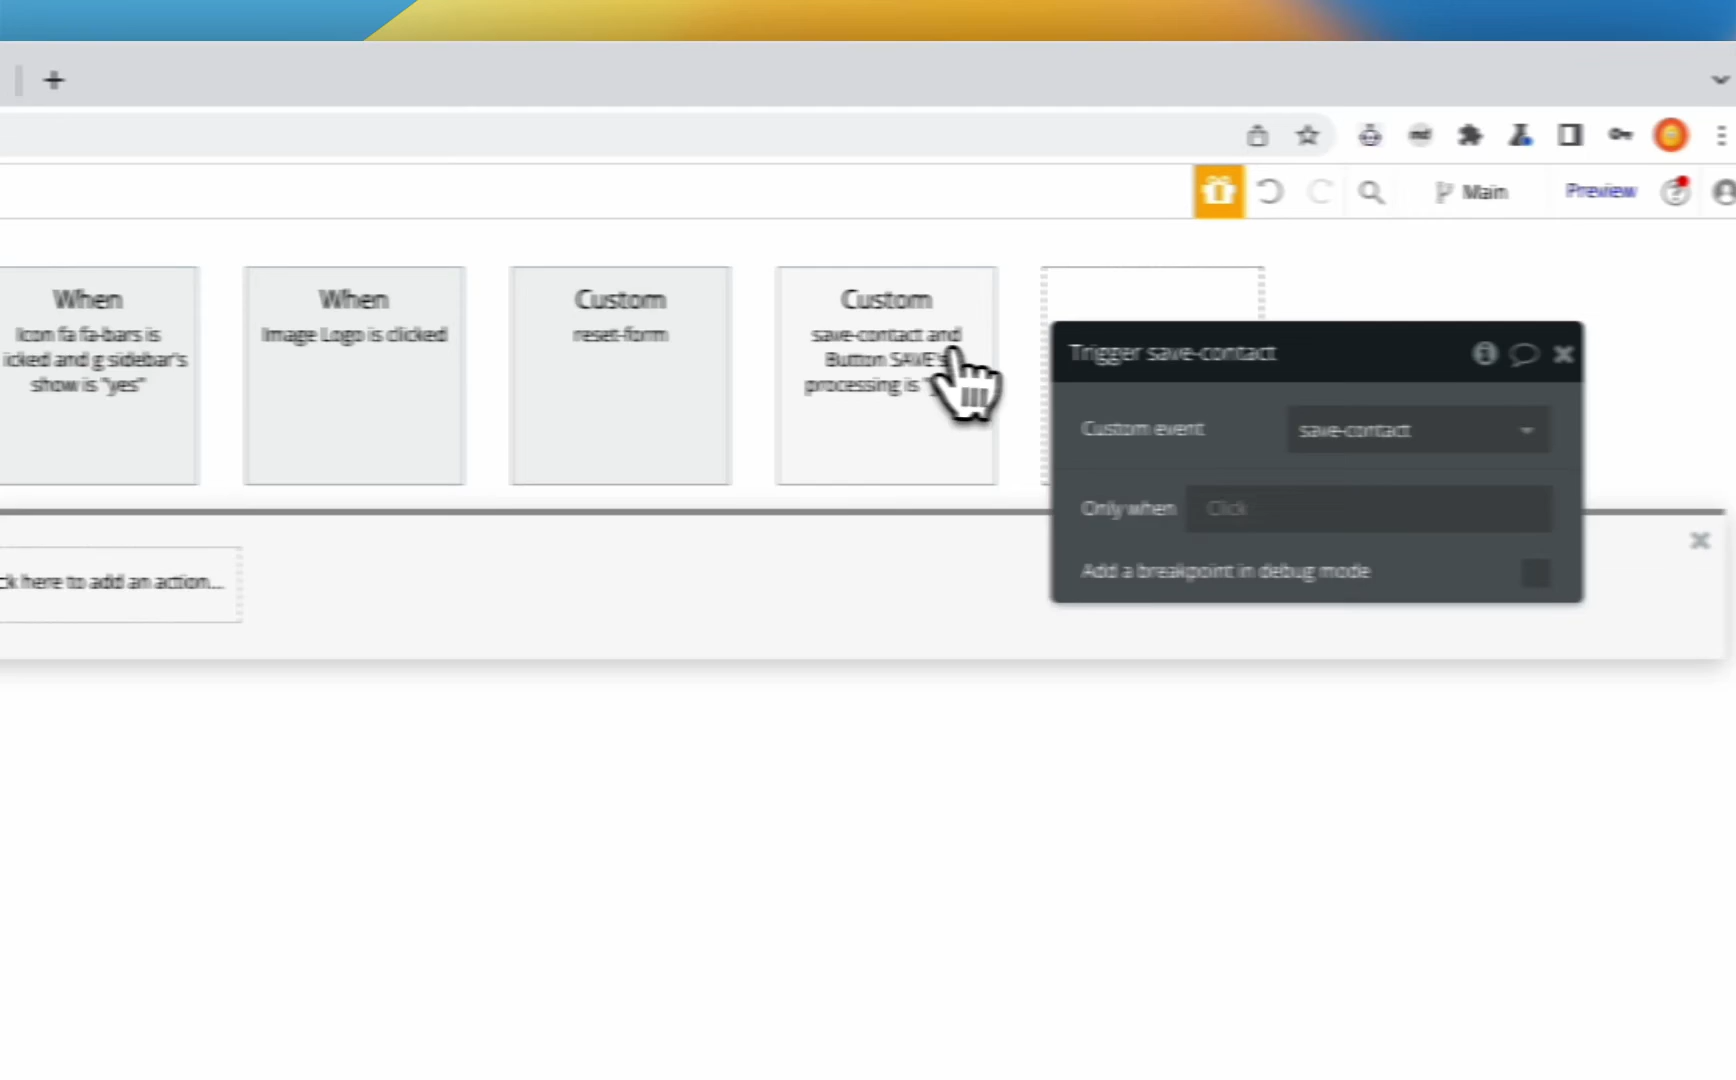 Main
Preview
When
Icon fa fa-bars is
icked and g sidebar's
show is "yes"
When
Image Logo is clicked
Custom
reset-form
Custom
save-contact and
Button SAVE's
processing is "
Trigger save-contact
Custom event
save-contact
Only when
Click
Add a breakpoint in debug mode
ck here to add an action...